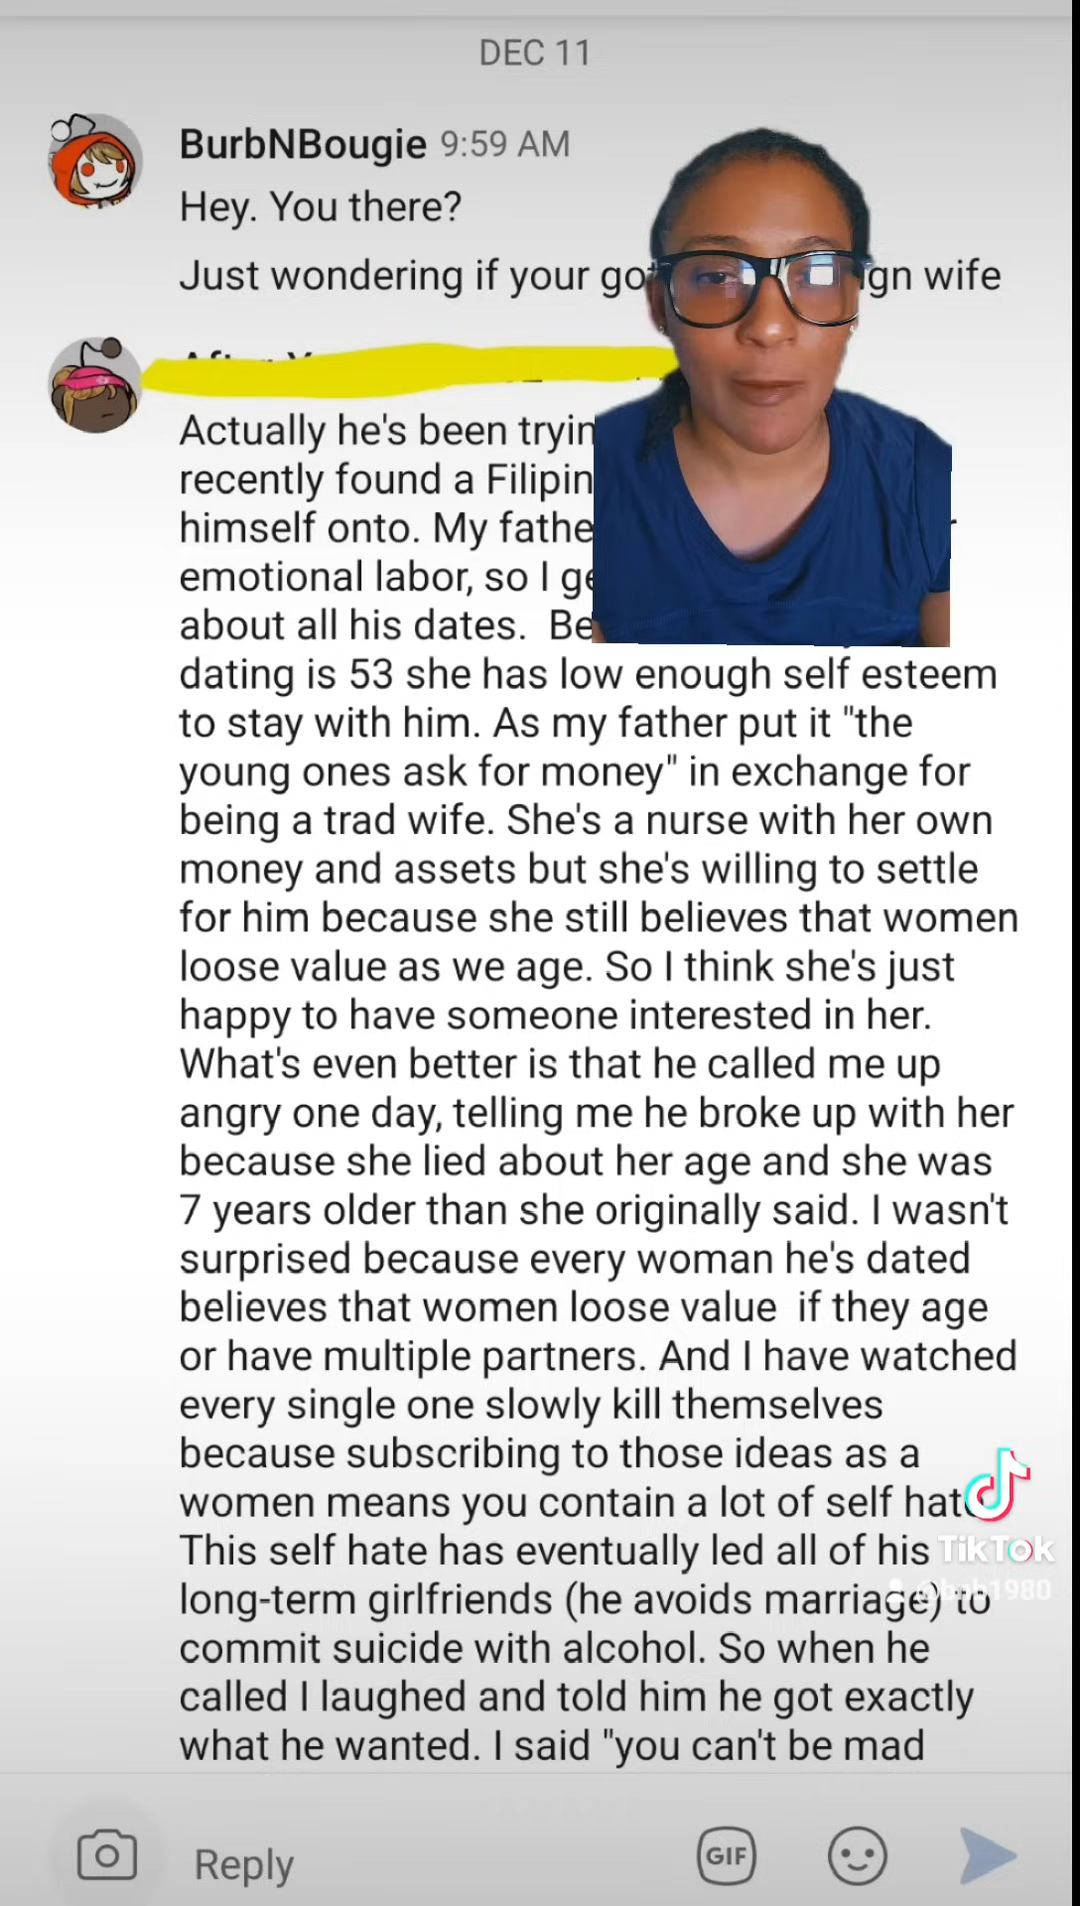 DEC 11
BurbNBougie 9:59 AM
Hey. You there?
Just wondering if your wife
Actually he's been
recently found a
himself onto. My
emotional labor, so I
about all his dates.
dating is 53 she has low enough self esteem
to stay with him. As my father put it "the
young ones ask for money" in exchange for
being a trad wife. She's a nurse with her own
money and assets but she's willing to settle
for him because she still believes that women
loose value as we age. So I think she's just
happy to have someone interested in her.
What's even better is that he called me up
angry one day, telling me he broke up with her
because she lied about her age and she was
7 years older than she originally said. I wasn't
surprised because every woman he's dated
believes that women loose value if they age
or have multiple partners. And I have watched
every single one slowly kill themselves
because subscribing to those ideas as a
women means you contain a lot of self
This self hate has eventually led all of his
TikTok
long-term girlfriends (he avoids marriage) to
commit suicide with alcohol. So when he
called I laughed and told him he got exactly
what he wanted. I said "you can't be mad
Reply
GIF